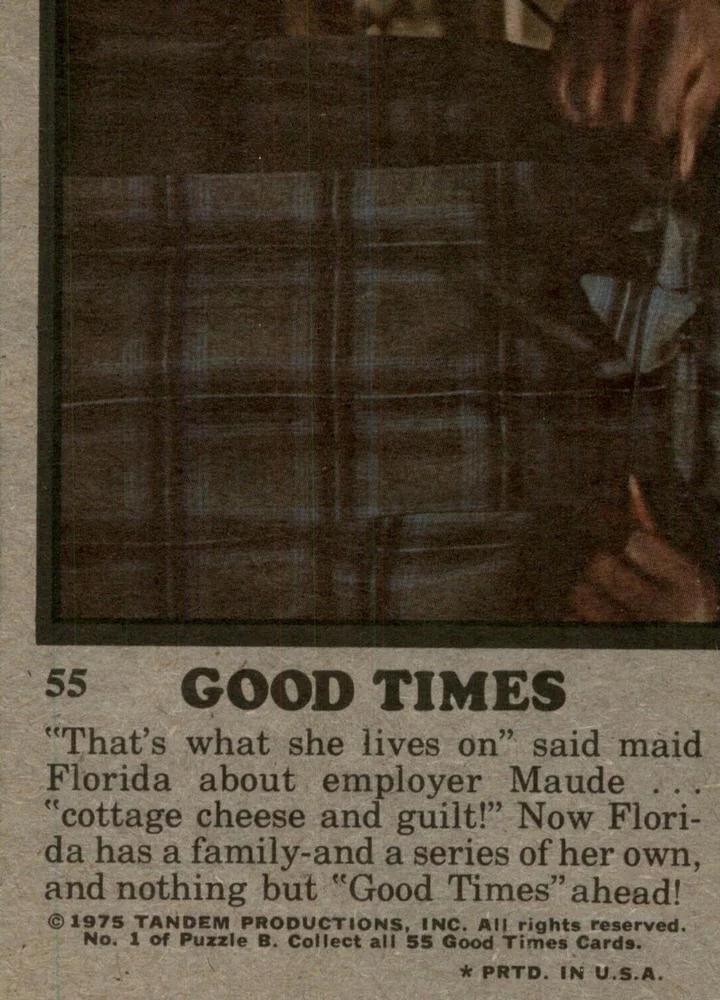 55 GOOD TIMES
"That's what she lives on" said maid
Florida about employer Maude ...
"cottage cheese and guilt!" Now Flori-
da has a family-and a series of her own,
and nothing but "Good Times" ahead!
© 1975 TANDEM PRODUCTIONS, INC. All rights reserved.
No. 1 of Puzzle B. Collect all 55 Good Times Cards.
* PRTD. IN U.S.A.